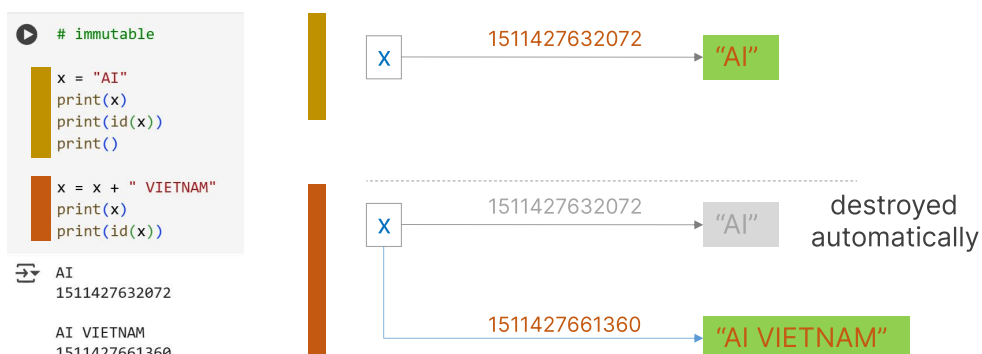 # immutable
x = "AI"
print(x)
print(id(x))
print()
x = x + " VIETNAM"
print(x)
print(id(x))
AI
1511427632072
AI VIETNAM
1511427661360
x
1511427632072
“AI”
x
1511427632072
“AI”
destroyed
automatically
1511427661360
“AI VIETNAM”